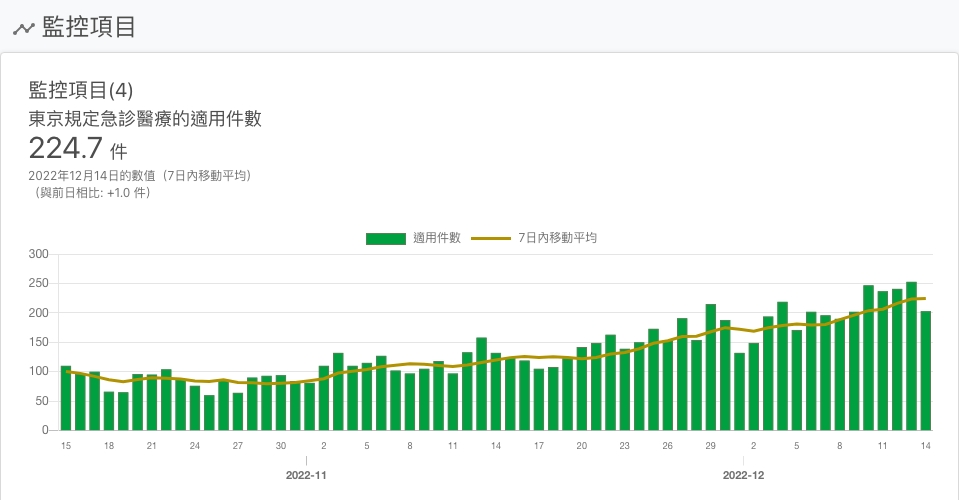 監控項目
監控項目(4)
東京規定急診醫療的適用件數
224.7 件
2022年12月14日的數值（7日內移動平均）
（與前日相比: +1.0 件）
適用件數 7日內移動平均
300
250
200
150
100
50
0
15 18 21 24 27 30 2 5 8 11 14 17 20 23 26 29 2 5 8 11 14
2022-11 2022-12